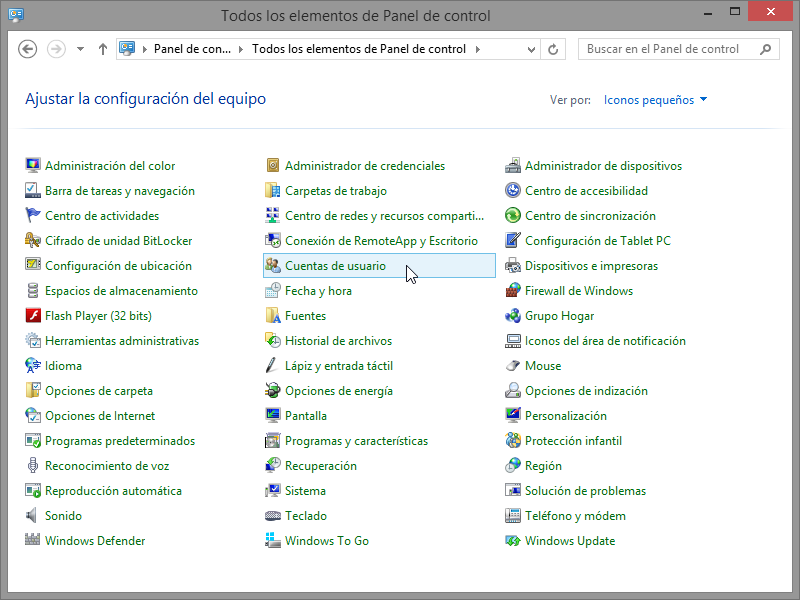 Todos los elementos de Panel de control
Panel de con... Todos los elementos de Panel de control
Buscar en el Panel de control
Ajustar la configuración del equipo
Ver por: Iconos pequeños
Administración del color
Administrador de credenciales
Administrador de dispositivos
Barra de tareas y navegación
Carpetas de trabajo
Centro de accesibilidad
Centro de actividades
Centro de redes y recursos comparti...
Centro de sincronización
Cifrado de unidad BitLocker
Conexión de RemoteApp y Escritorio
Configuración de Tablet PC
Configuración de ubicación
Cuentas de usuario
Dispositivos e impresoras
Espacios de almacenamiento
Fecha y hora
Firewall de Windows
Flash Player (32 bits)
Fuentes
Grupo Hogar
Herramientas administrativas
Historial de archivos
Iconos del área de notificación
Idioma
Lápiz y entrada táctil
Mouse
Opciones de carpeta
Opciones de energía
Opciones de indización
Opciones de Internet
Pantalla
Personalización
Programas predeterminados
Programas y características
Protección infantil
Reconocimiento de voz
Recuperación
Región
Reproducción automática
Sistema
Solución de problemas
Sonido
Teclado
Teléfono y módem
Windows Defender
Windows To Go
Windows Update